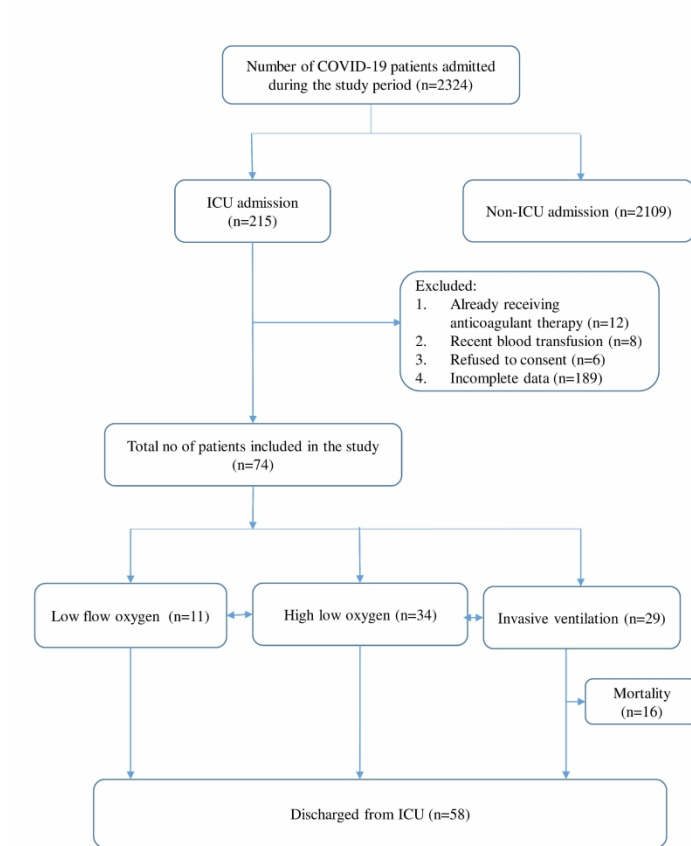 Number of COVID-19 patients admitted
during the study period (n=2324)
ICU admission
(n=215)
Non-ICU admission (n=2109)
Excluded:
1. Already receiving
anticoagulant therapy (n=12)
2. Recent blood transfusion (n=8)
3. Refused to consent (n=6)
4. Incomplete data (n=189)
Total no of patients included in the study
(n=74)
Low flow oxygen (n=11)
High low oxygen (n=34)
Invasive ventilation (n=29)
Mortality
(n=16)
Discharged from ICU (n=58)